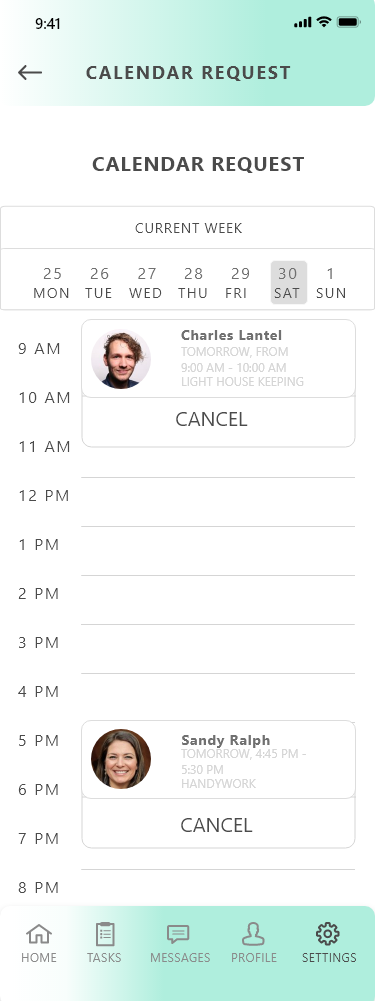 9:41
CALENDAR REQUEST
CALENDAR REQUEST
CURRENT WEEK
25 26 27 28 29 30 1
MON TUE WED THU FRI SAT SUN
9 AM
Charles Lantel
TOMORROW, FROM
9:00 AM - 10:00 AM
LIGHT HOUSE KEEPING
10 AM
CANCEL
11 AM
12 PM
1 PM
2 PM
3 PM
4 PM
5 PM
Sandy Ralph
TOMORROW, 4:45 PM -
5:30 PM
HANDYWORK
6 PM
CANCEL
7 PM
8 PM
HOME TASKS MESSAGES PROFILE SETTINGS